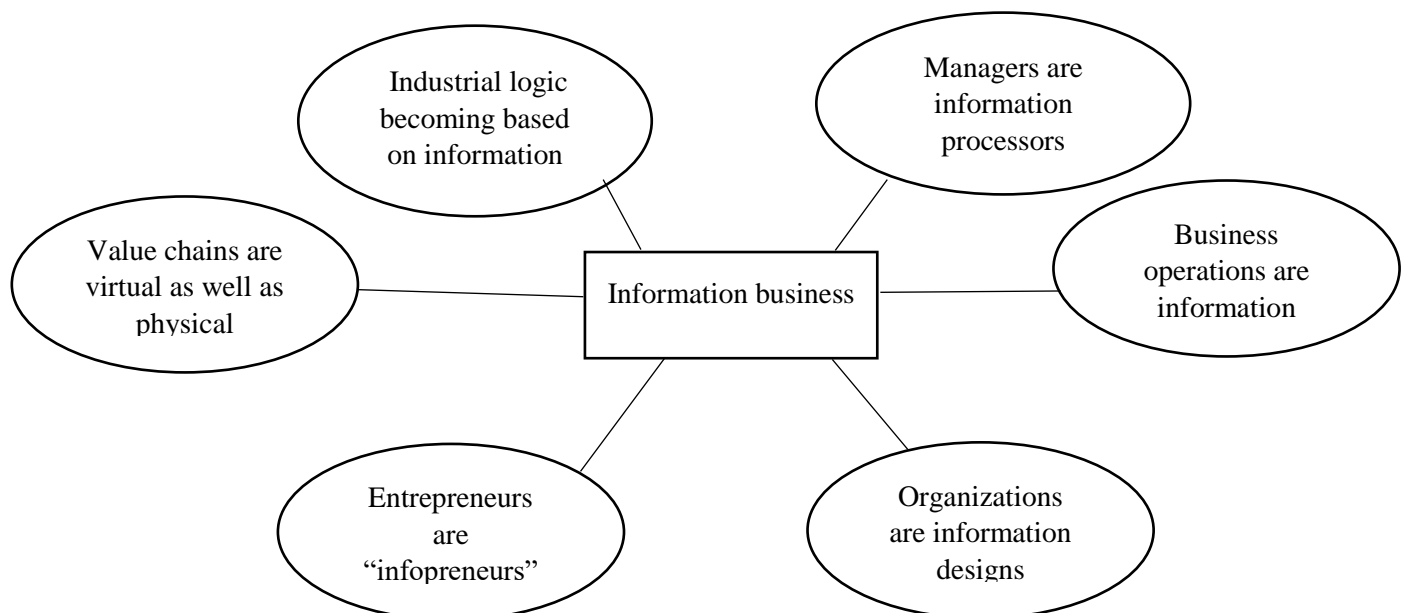 Industrial logic
becoming based
on information
Managers are
information
processors
Value chains are
virtual as well as
physical
Information business
Business
operations are
information
Entrepreneurs
are
“infopreneurs”
Organizations
are information
designs